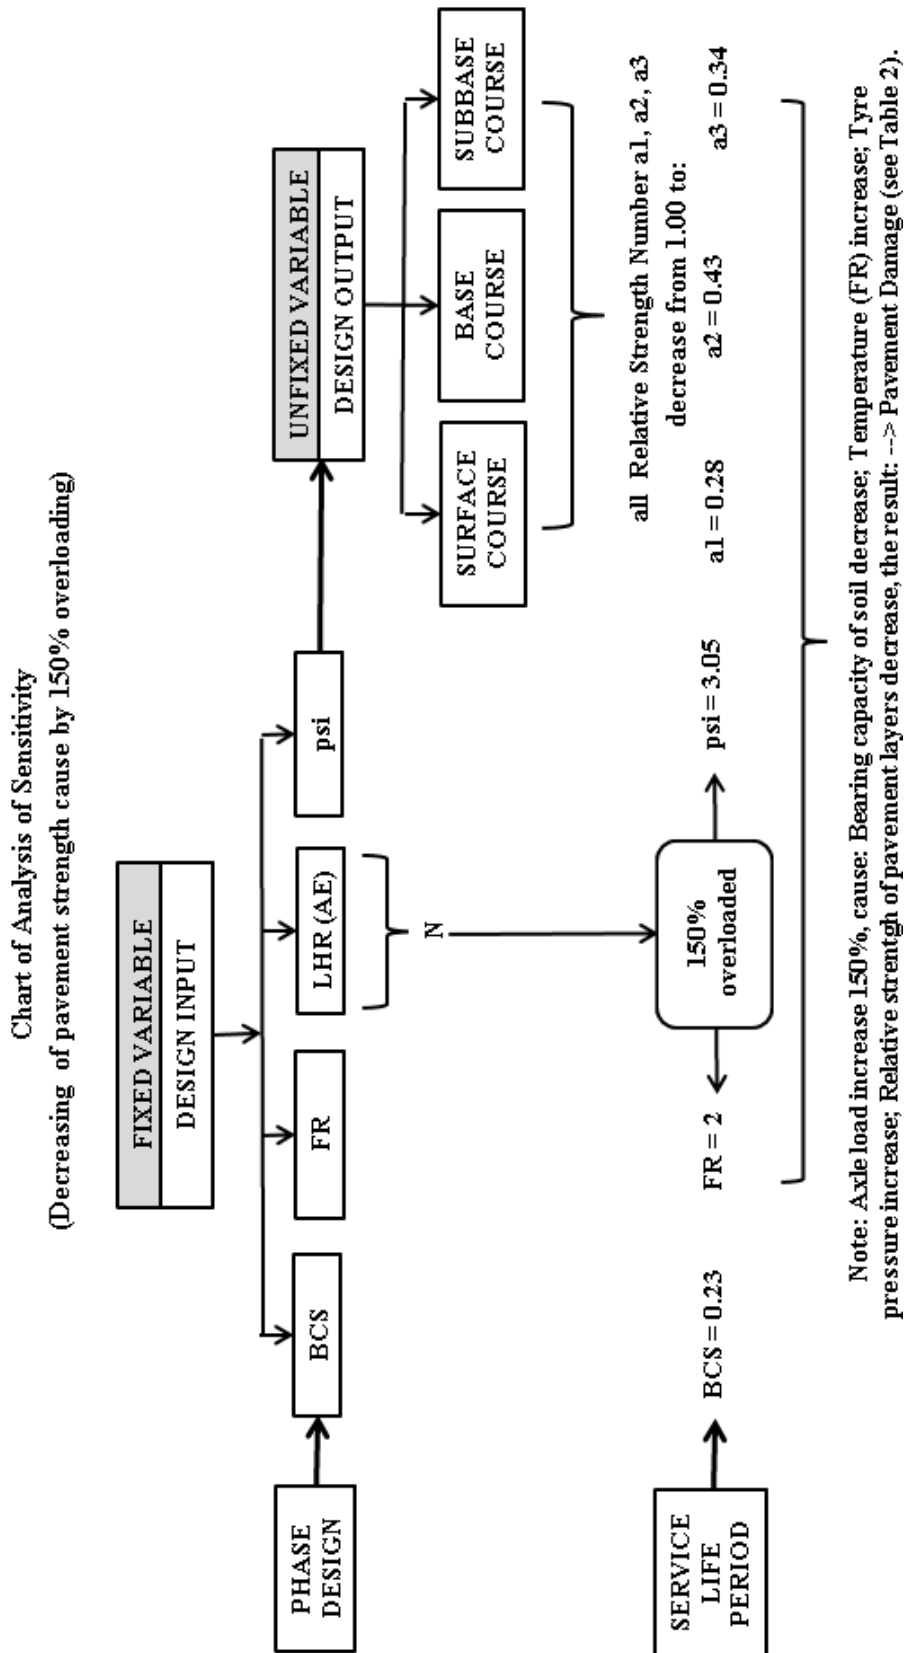 Chart of Analysis of Sensitivity
(Decreasing of pavement strength cause by 150% overloading)
FIXED VARIABLE
DESIGN INPUT
UNFIXED VARIABLE
DESIGN OUTPUT
PHASE
DESIGN
BCS
FR
LHR (AE)
psi
N
SURFACE
COURSE
BASE
COURSE
SUBBASE
COURSE
all Relative Strength Number a1, a2, a3
decrease from 1.00 to:
SERVICE
LIFE
PERIOD
BCS = 0.23
FR = 2
150%
overloaded
psi = 3.05
a1 = 0.28
a2 = 0.43
a3 = 0.34
Note: Axle load increase 150%, cause: Bearing capacity of soil decrease; Temperature (FR) increase; Tyre
pressure increase; Relative strentgh of pavement layers decrease, the result: --> Pavement Damage (see Table 2).